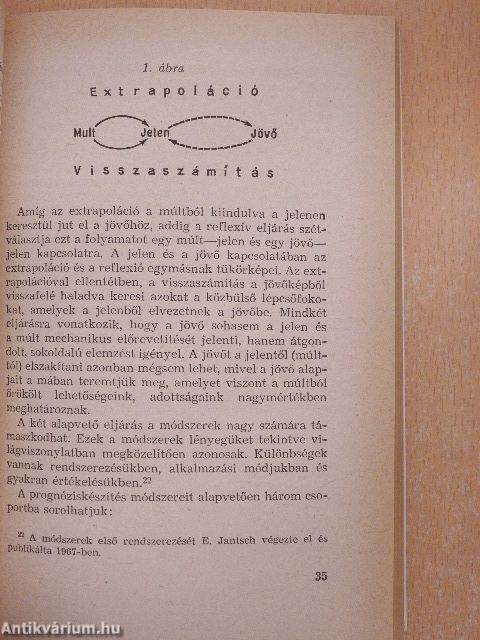 1. ábra
Extrapoláció
Mult Jelen Jövő
Visszaszámítás
Amíg az extrapoláció a múltból kiindulva a jelenen
keresztül jut el a jövőhöz, addig a reflexív eljárás szét-
választja ezt a folyamatot egy múlt—jelen és egy jövő—
jelen kapcsolatra. A jelen és a jövő kapcsolatában az
extrapoláció és a reflexió egymásnak tükörképei. Az ext-
rapolációval ellentétben, a visszaszámítás a jövőképből
visszafelé haladva keresi azokat a közbülső lépcsőfoko-
kat, amelyek a jelenből elvezetnek a jövőbe. Mindkét
eljárásra vonatkozik, hogy a jövő sohasem a jelen és
a múlt mechanikus előrevetítését jelenti, hanem átgon-
dolt, sokoldalú elemzést igényel. A jövőt a jelentől (múlt-
tól) elszakítani azonban mégsem lehet, mivel a jövő alap-
jait a mában teremtjük meg, amelyet viszont a múltból
örökölt lehetőségeink, adottságaink nagymértékben
meghatároznak.
A két alapvető eljárás a módszerek nagy számára tá-
maszkodhat. Ezek a módszerek lényegüket tekintve vi-
lágviszonylatban megközelítően azonosak. Különbségek
vannak rendszerezésükben, alkalmazási módjukban és
gyakran értékelésükben.²²
A prognóziskészítés módszereit alapvetően három cso-
portba sorolhatjuk:
²² A módszerek első rendszerezését E. Jantsch végezte el és
publikálta 1967-ben.
35
Antikvárium.hu